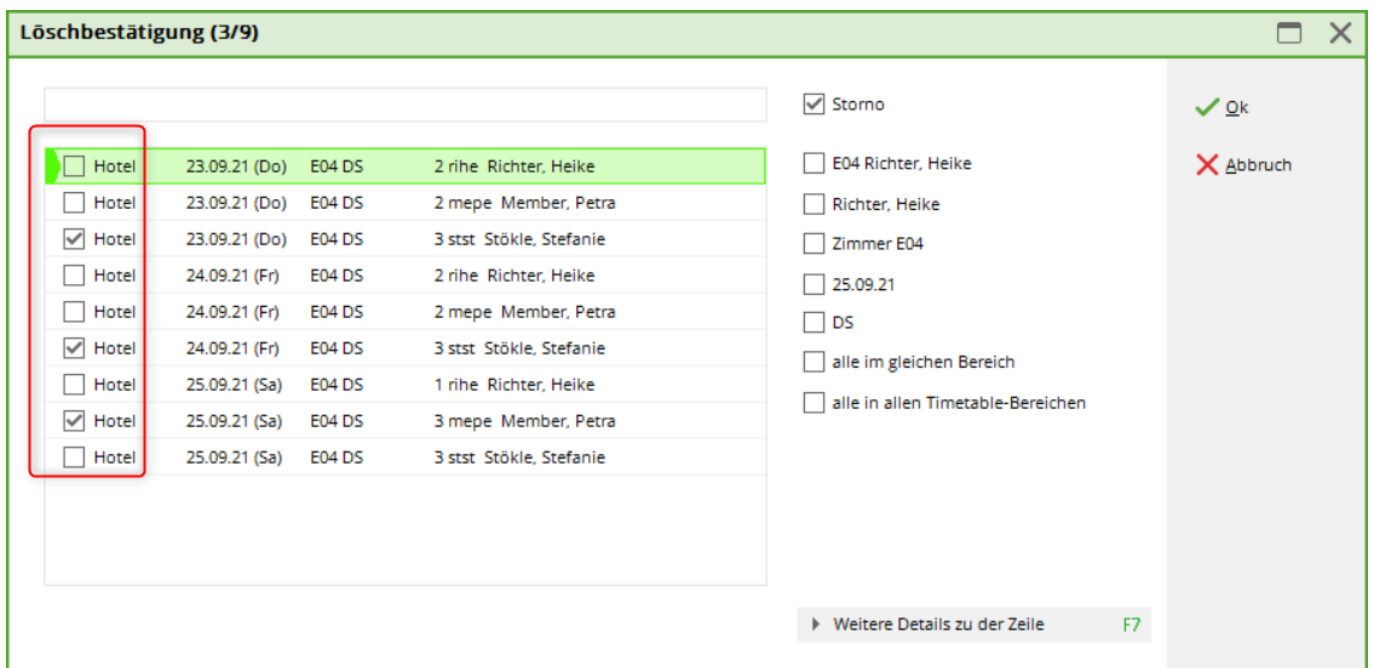 Löschbestätigung (3/9)
Storno
Ok
Hotel 23.09.21 (Do) E04 DS 2 rihe Richter, Heike
E04 Richter, Heike
Abbruch
Hotel 23.09.21 (Do) E04 DS 2 mepe Member, Petra
Richter, Heike
Hotel 23.09.21 (Do) E04 DS 3 stst Stökle, Stefanie
Zimmer E04
Hotel 24.09.21 (Fr) E04 DS 2 rihe Richter, Heike
25.09.21
Hotel 24.09.21 (Fr) E04 DS 2 mepe Member, Petra
DS
Hotel 24.09.21 (Fr) E04 DS 3 stst Stökle, Stefanie
alle im gleichen Bereich
Hotel 25.09.21 (Sa) E04 DS 1 rihe Richter, Heike
alle in allen Timetable-Bereichen
Hotel 25.09.21 (Sa) E04 DS 3 mepe Member, Petra
Hotel 25.09.21 (Sa) E04 DS 3 stst Stökle, Stefanie
Weitere Details zu der Zeile F7